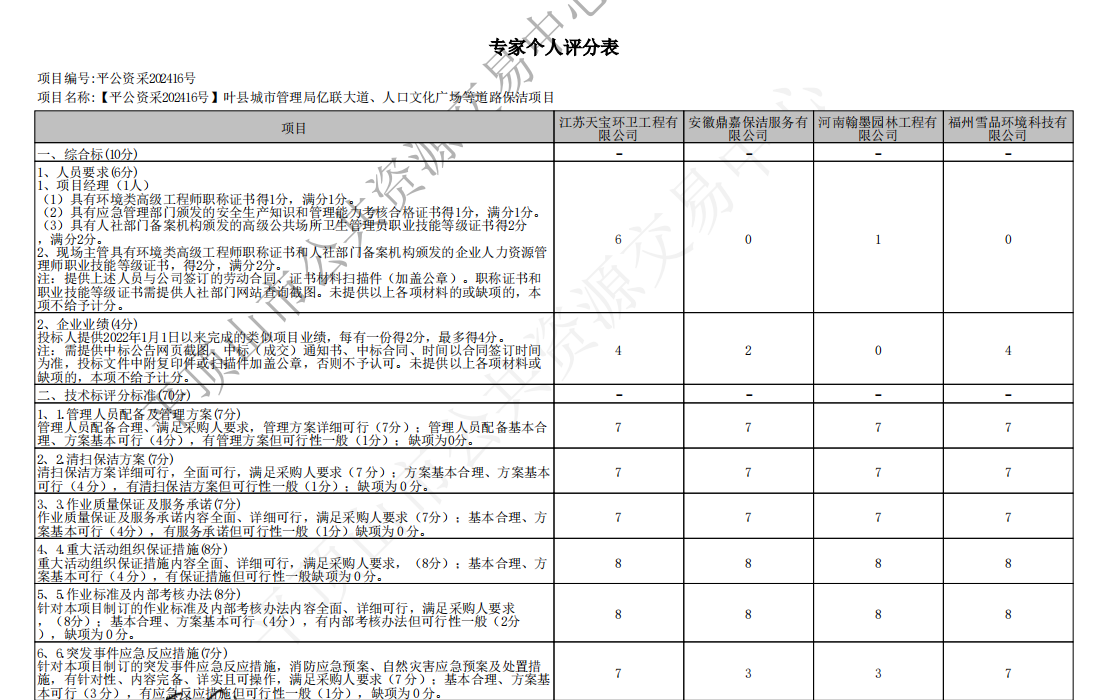 专家个人评分表
项目编号:平公资采202416号
项目名称:【平公资采202416号】叶县城市管理局亿联大道、人口文化广场等道路保洁项目
项目 江苏天宝环卫工程有限公司 安徽鼎嘉保洁服务有限公司 河南翰墨园林工程有限公司 福州雪品环境科技有限公司
一、综合标(10分) - - - -
1、人员要求(6分)
1、项目经理（1人）
（1）具有环境类高级工程师职称证书得1分，满分1分。
（2）具有应急管理部门颁发的安全生产知识和管理能力考核合格证书得1分，满分1分。
（3）具有人社部门备案机构颁发的高级公共场所卫生管理员职业技能等级证书得2分
，满分2分。
2、现场主管具有环境类高级工程师职称证书和人社部门备案机构颁发的企业人力资源管
理师职业技能等级证书，得2分，满分2分。
注：提供上述人员与公司签订的劳动合同、证书材料扫描件（加盖公章）。职称证书和
职业技能等级证书需提供人社部门网站查询截图。未提供以上各项材料的或缺项的，本
项不给予计分。
6 0 1 0
2、企业业绩(4分)
投标人提供2022年1月1日以来完成的类似项目业绩，每有一份得2分，最多得4分。
注：需提供中标公告网页截图、中标（成交）通知书、中标合同、时间以合同签订时间
为准，投标文件中附复印件或扫描件加盖公章，否则不予认可。未提供以上各项材料或
缺项的，本项不给予计分。
4 2 0 4
二、技术标评分标准(70分) - - - -
1、1.管理人员配备及管理方案(7分)
管理人员配备合理、满足采购人要求，管理方案详细可行（7分）；管理人员配备基本合
理、方案基本可行（4分），有管理方案但可行性一般（1分）；缺项为0分。
7 7 7 7
2、2.清扫保洁方案(7分)
清扫保洁方案详细可行，全面可行，满足采购人要求（7 分）；方案基本合理、方案基本
可行（4 分），有清扫保洁方案但可行性一般（1分）；缺项为 0 分。
7 7 7 7
3、3.作业质量保证及服务承诺(7分)
作业质量保证及服务承诺内容全面、详细可行，满足采购人要求（7分）；基本合理、方
案基本可行（4分），有服务承诺但可行性一般（1分）缺项为 0 分。
7 7 7 7
4、4.重大活动组织保证措施(8分)
重大活动组织保证措施内容全面、详细可行，满足采购人要求，（8分）；基本合理、方
案基本可行（4 分），有保证措施但可行性一般缺项为 0 分。
8 8 8 8
5、5.作业标准及内部考核办法(8分)
针对本项目制订的作业标准及内部考核办法内容全面、详细可行，满足采购人要求
，（8分）；基本合理、方案基本可行（4分），有内部考核办法但可行性一般（2分
），缺项为 0 分。
8 8 8 8
6、6.突发事件应急反应措施(7分)
针对本项目制订的突发事件应急反应措施，消防应急预案、自然灾害应急预案及处置措
施，有针对性、内容完备、详实且可操作，满足采购人要求（7 分）；基本合理、方案基
本可行（3 分），有应急反应措施但可行性一般（1分），缺项为 0 分。
7 3 3 7
平顶山市公共资源交易中心
平顶山市公共资源交易中心